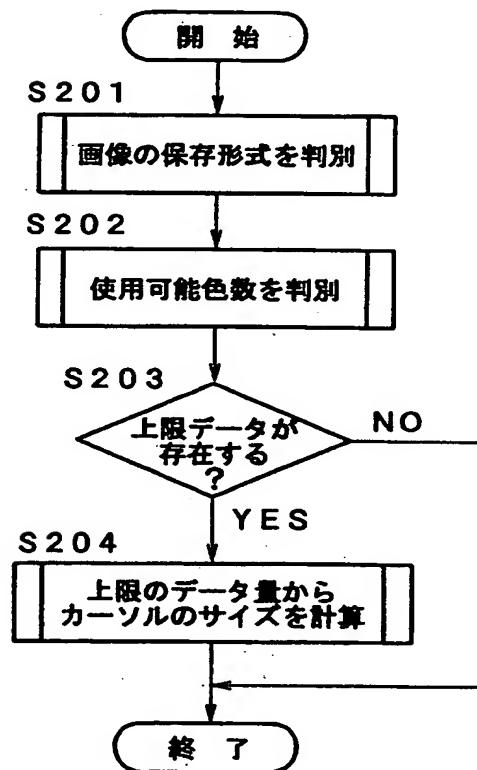 開 始
S201
画像の保存形式を判別
S202
使用可能色数を判別
S203
上限データが
存在する
?
NO
YES
S204
上限のデータ量から
カーソルのサイズを計算
終 了